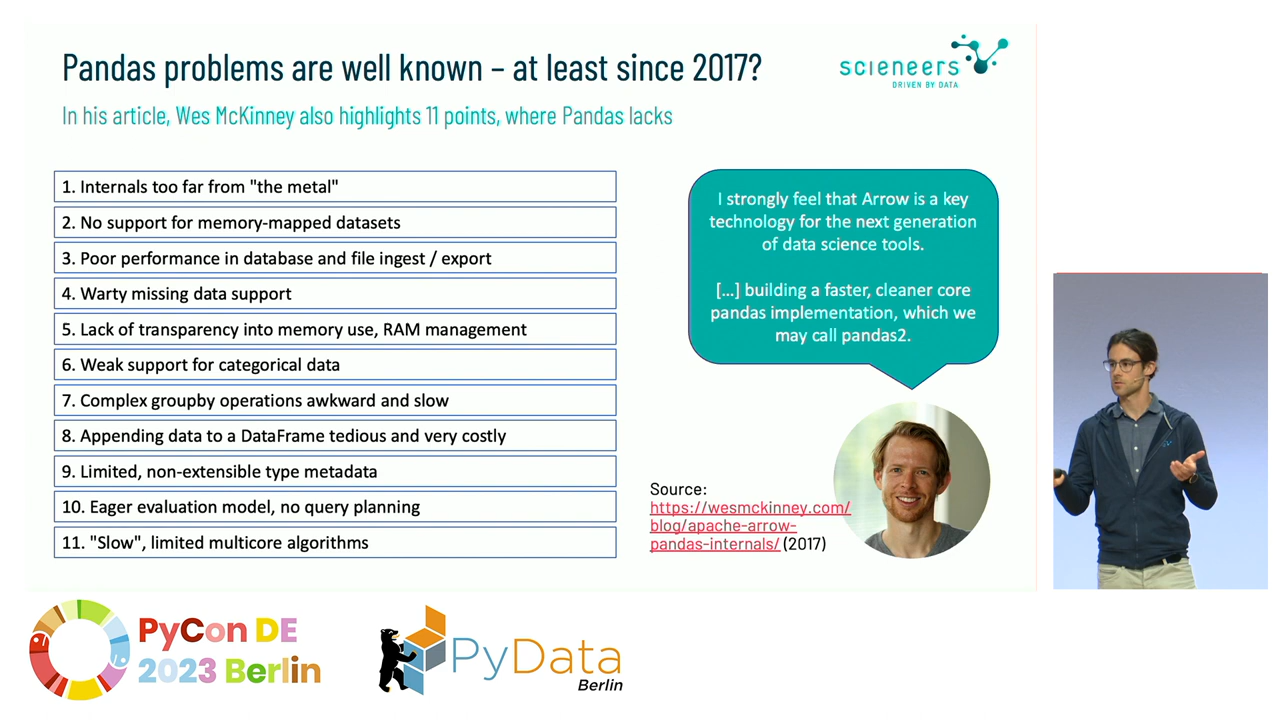 Pandas problems are well known – at least since 2017?
In his article, Wes McKinney also highlights 11 points, where Pandas lacks
scieneers
DRIVEN BY DATA
1. Internals too far from "the metal"
2. No support for memory-mapped datasets
3. Poor performance in database and file ingest / export
4. Warty missing data support
5. Lack of transparency into memory use, RAM management
6. Weak support for categorical data
7. Complex groupby operations awkward and slow
8. Appending data to a DataFrame tedious and very costly
9. Limited, non-extensible type metadata
10. Eager evaluation model, no query planning
11. "Slow", limited multicore algorithms
I strongly feel that Arrow is a key
technology for the next generation
of data science tools.
[...] building a faster, cleaner core
pandas implementation, which we
may call pandas2.
Source:
https://wesmckinney.com/
blog/apache-arrow-
pandas-internals/ (2017)
PyCon DE
2023 Berlin
PyData
Berlin